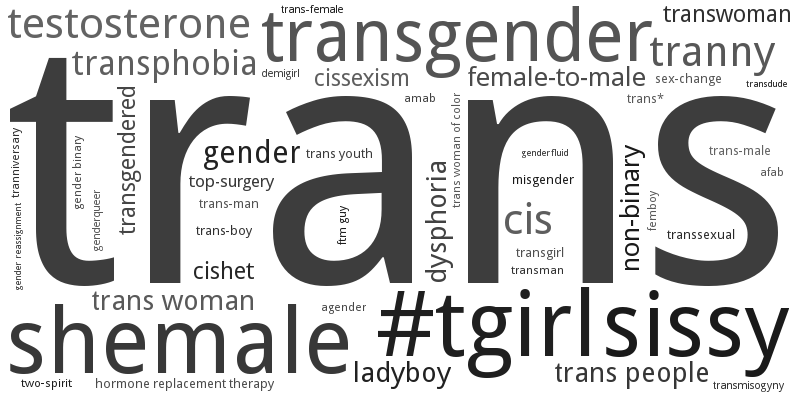 trans-female
testosterone
transgender
transwoman
transphobia
tranny
demigirl
cissexism
female-to-male
sex-change
transdude
trans
amab
trans*
tranniversary
gender binary
transgendered
gender
trans youth
trans woman of color
genderfluid
non-binary
trans-male
afab
top-surgery
misgender
genderqueer
trans-man
dysphoria
cis
femboy
gender reassignment
trans-boy
ftm guy
transsexual
transgirl
cishet
transman
trans woman
agender
#tgirlsissy
shemale
ladyboy
trans people
two-spirit
hormone replacement therapy
transmisogyny